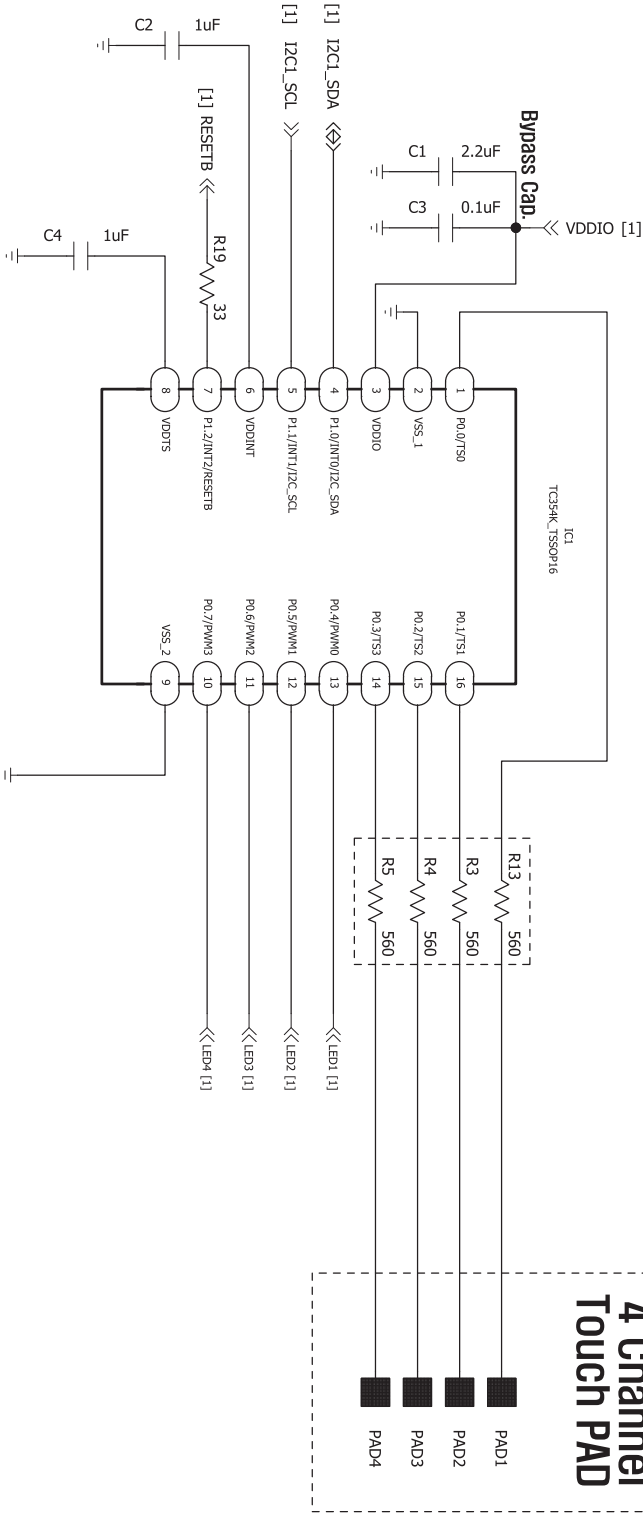 4 Channel
Touch PAD
Bypass Cap.
VDDIO [1]
C1
2.2uF
C3
0.1uF
[1] I2C1_SDA
[1] I2C1_SCL
C2
1uF
[1] RESETB
R19
33
C4
1uF
IC1
TC354K_TSSOP16
1
P0.0/TS0
2
VSS_1
3
VDDIO
4
P1.0/INT0/I2C_SDA
5
P1.1/INT1/I2C_SCL
6
VDDINT
7
P1.2/INT2/RESETB
8
VDDTS
P0.1/TS1
16
P0.2/TS2
15
P0.3/TS3
14
P0.4/PWM0
13
P0.5/PWM1
12
P0.6/PWM2
11
P0.7/PWM3
10
VSS_2
9
R13
560
R3
560
R4
560
R5
560
LED1 [1]
LED2 [1]
LED3 [1]
LED4 [1]
PAD1
PAD2
PAD3
PAD4